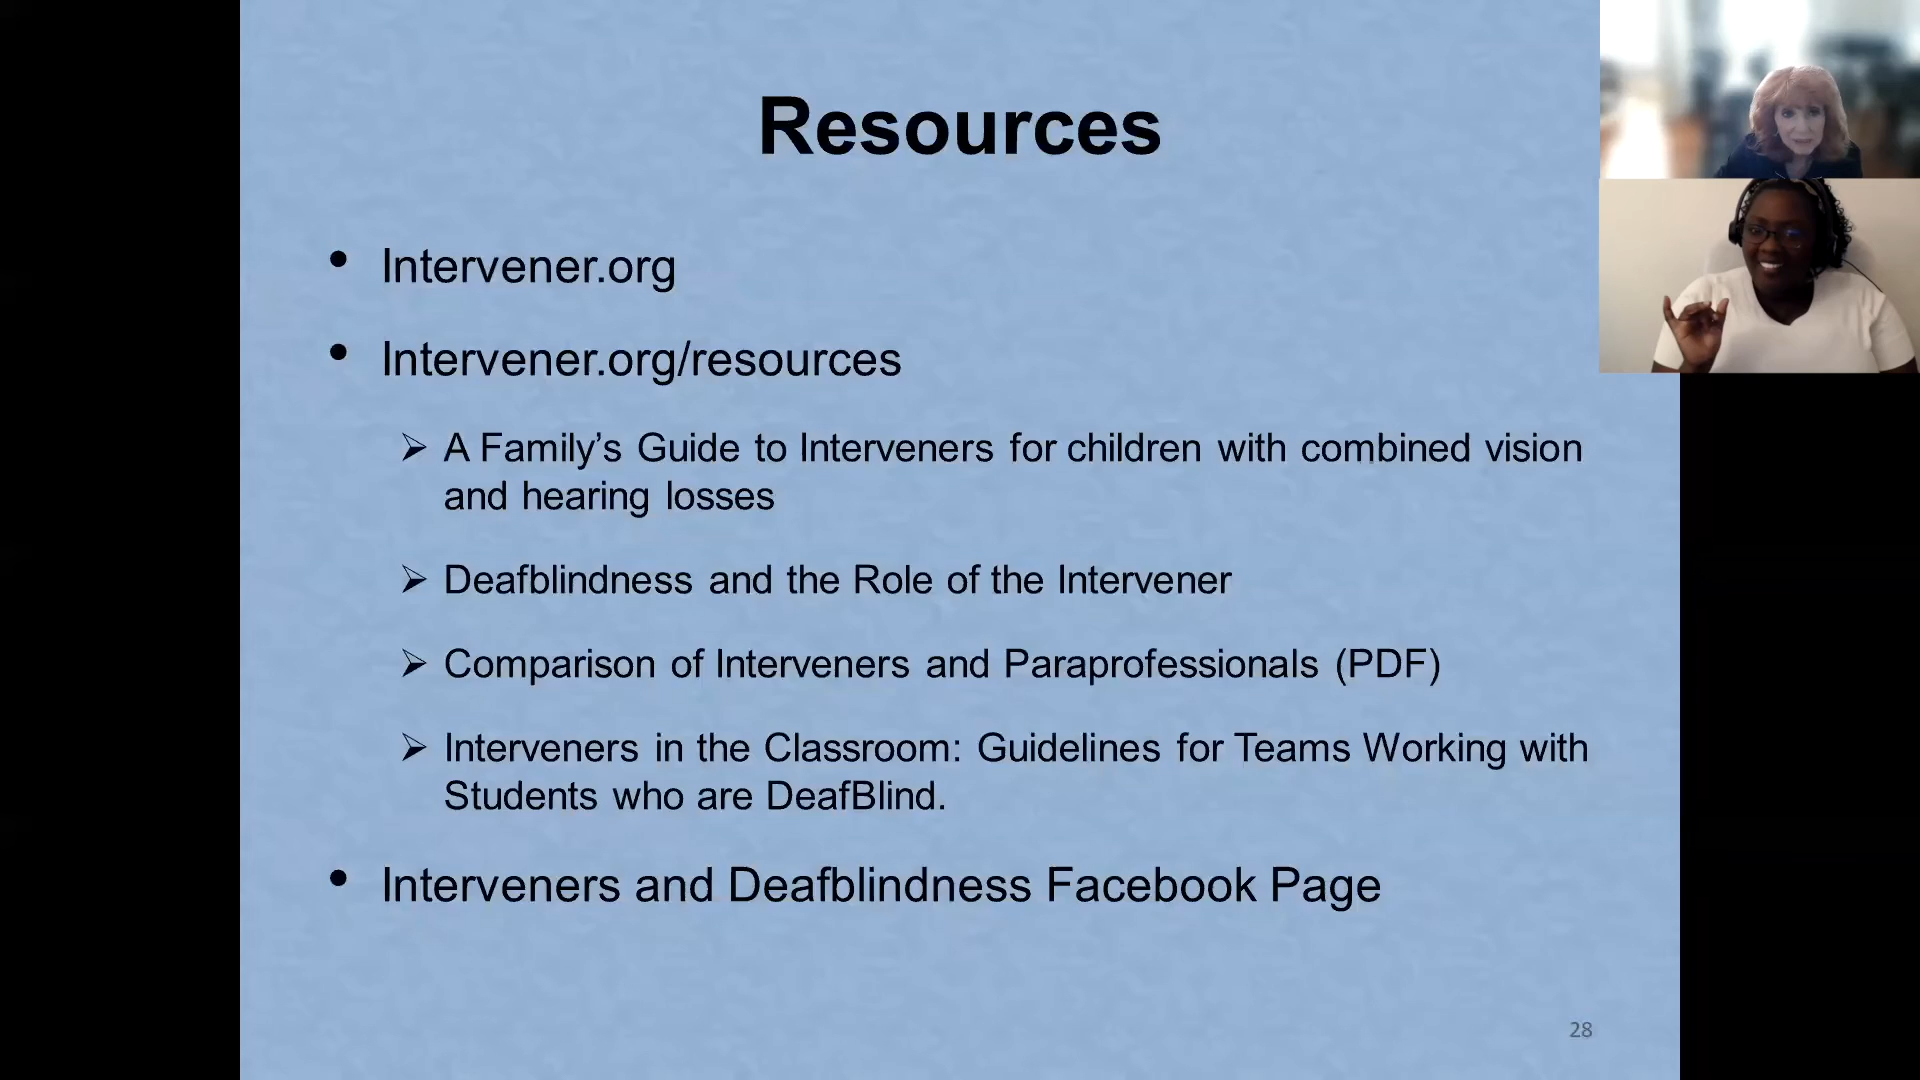 Resources
• Intervener.org
• Intervener.org/resources
➢ A Family’s Guide to Interveners for children with combined vision
and hearing losses
➢ Deafblindness and the Role of the Intervener
➢ Comparison of Interveners and Paraprofessionals (PDF)
➢ Interveners in the Classroom: Guidelines for Teams Working with
Students who are DeafBlind.
• Interveners and Deafblindness Facebook Page
28